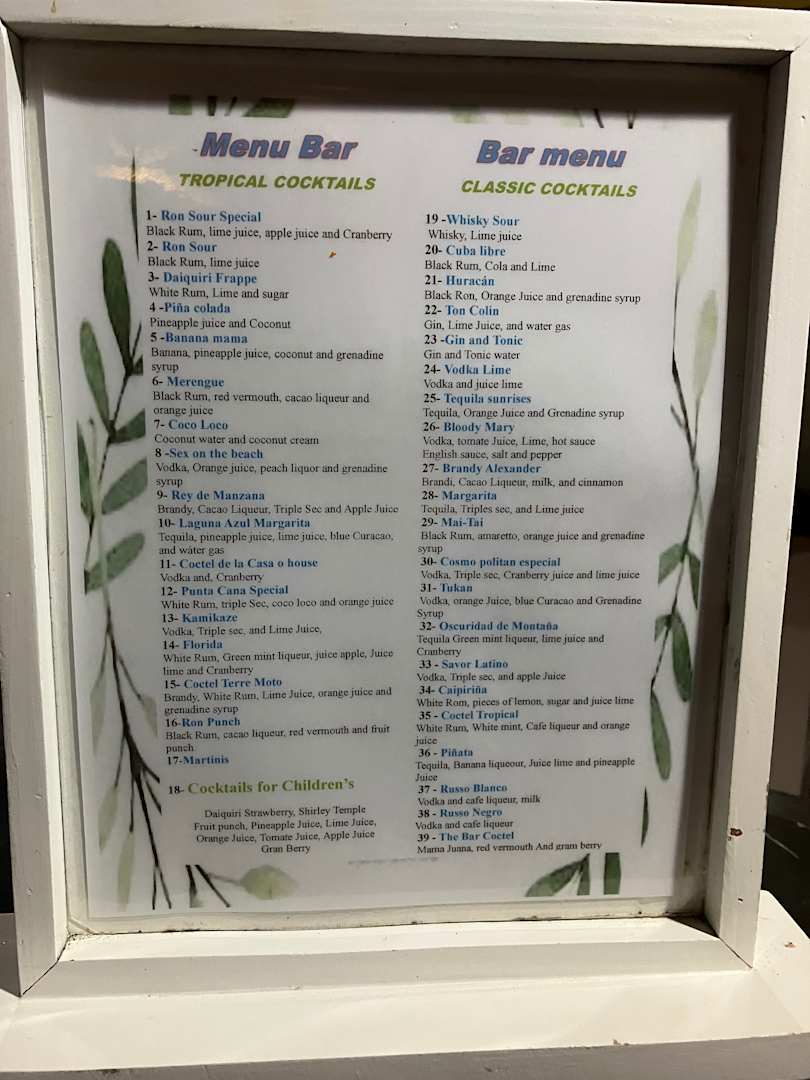 Menu Bar
TROPICAL COCKTAILS
1- Ron Sour Special
Black Rum, lime juice, apple juice and Cranberry
2- Ron Sour
Black Rum, lime juice
3- Daiquiri Frappe
White Rum, Lime and sugar
4 -Piña colada
Pineapple juice and Coconut
5 -Banana mama
Banana, pineapple juice, coconut and grenadine
syrup
6- Merengue
Black Rum, red vermouth, cacao liqueur and
orange juice
7- Coco Loco
Coconut water and coconut cream
8 -Sex on the beach
Vodka, Orange juice, peach liquor and grenadine
syrup
9- Rey de Manzana
Brandy, Cacao Liqueur, Triple Sec and Apple Juice
10- Laguna Azul Margarita
Tequila, pineapple juice, lime juice, blue Curacao,
and water gas
11- Coctel de la Casa o house
Vodka and, Cranberry
12- Punta Cana Special
White Rum, triple Sec, coco loco and orange juice
13- Kamikaze
Vodka, Triple sec, and Lime Juice,
14- Florida
White Rum, Green mint liqueur, juice apple, Juice
lime and Cranberry
15- Coctel Terre Moto
Brandy, White Rum, Lime Juice, orange juice and
grenadine syrup
16-Ron Punch
Black Rum, cacao liqueur, red vermouth and fruit
punch
17-Martinis
18- Cocktails for Children's
Daiquiri Strawberry, Shirley Temple
Fruit punch, Pineapple Juice, Lime Juice,
Orange Juice, Tomate Juice, Apple Juice
Gran Berry
Bar menu
CLASSIC COCKTAILS
19 -Whisky Sour
Whisky, Lime juice
20- Cuba libre
Black Rum, Cola and Lime
21- Huracán
Black Ron, Orange Juice and grenadine syrup
22- Ton Colin
Gin, Lime Juice, and water gas
23 -Gin and Tonic
Gin and Tonic water
24- Vodka Lime
Vodka and juice lime
25- Tequila sunrises
Tequila, Orange Juice and Grenadine syrup
26- Bloody Mary
Vodka, tomate Juice, Lime, hot sauce
English sauce, salt and pepper
27- Brandy Alexander
Brandi, Cacao Liqueur, milk, and cinnamon
28- Margarita
Tequila, Triples sec, and Lime juice
29- Mai-Tai
Black Rum, amaretto, orange juice and grenadine
syrup
30- Cosmo politan especial
Vodka, Triple sec, Cranberry juice and lime juice
31- Tukan
Vodka, orange Juice, blue Curacao and Grenadine
Syrup
32- Oscuridad de Montaña
Tequila Green mint liqueur, lime juice and
Cranberry
33 - Savor Latino
Vodka, Triple sec, and apple Juice
34- Caipiriña
White Rom, pieces of lemon, sugar and juice lime
35 - Coctel Tropical
White Rum, White mint, Cafe liqueur and orange
juice
36 - Piñata
Tequila, Banana liqueour, Juice lime and pineapple
Juice
37 - Russo Blanco
Vodka and cafe liqueur, milk
38 - Russo Negro
Vodka and cafe liqueur
39 - The Bar Coctel
Mama Juana, red vermouth And gram berry